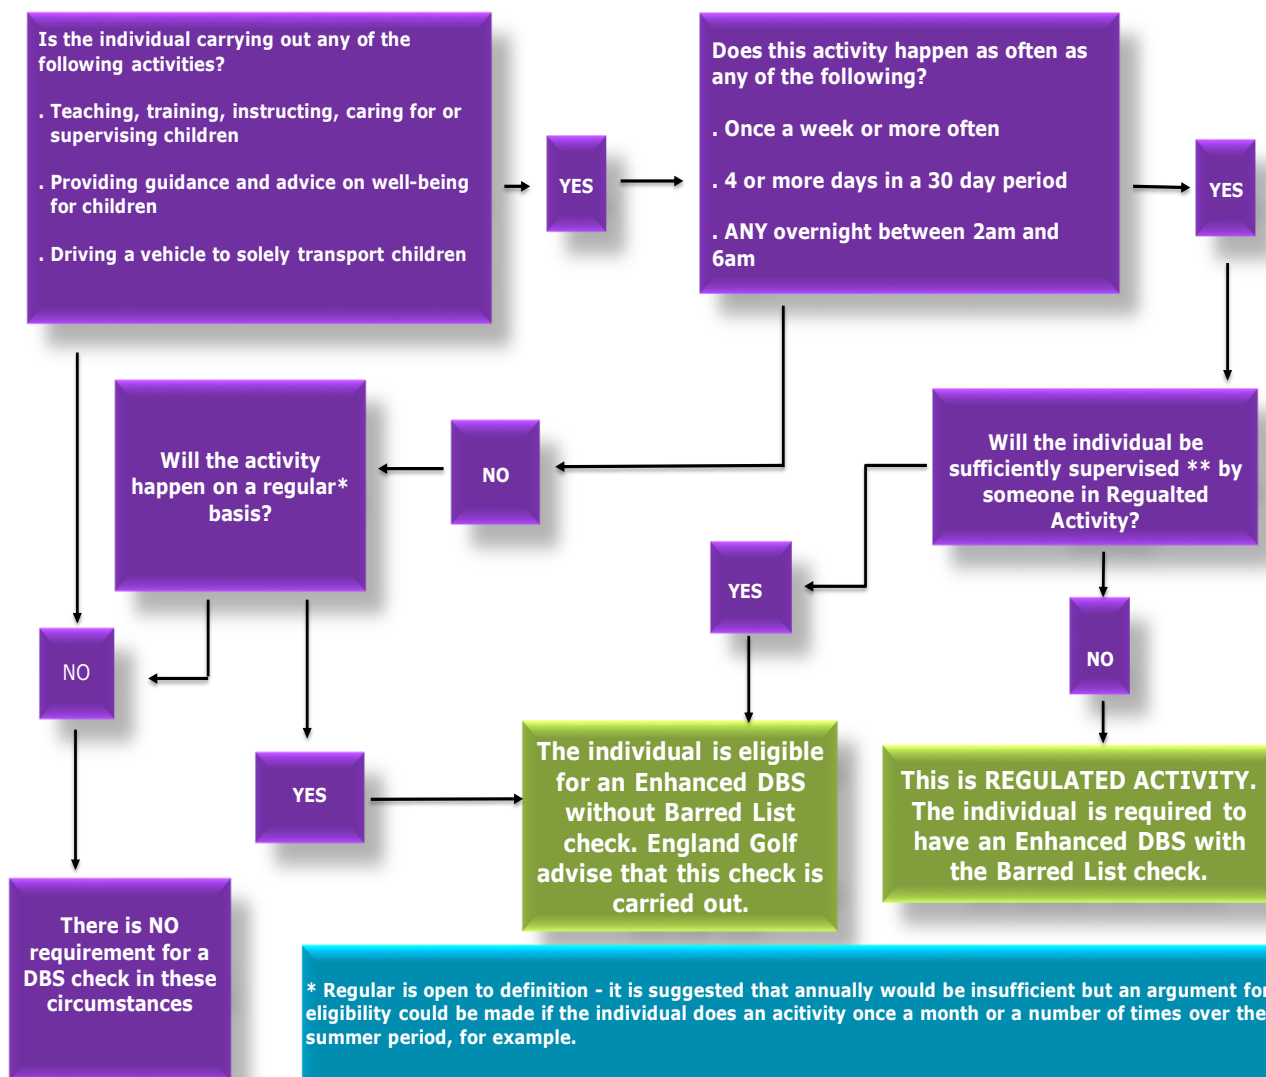 Is the individual carrying out any of the
following activities?
. Teaching, training, instructing, caring for or
supervising children
. Providing guidance and advice on well-being
for children
. Driving a vehicle to solely transport children
YES
Does this activity happen as often as
any of the following?
. Once a week or more often
. 4 or more days in a 30 day period
. ANY overnight between 2am and
6am
YES
Will the activity
happen on a regular*
basis?
NO
Will the individual be
sufficiently supervised ** by
someone in Regualted
Activity?
YES
NO
NO
YES
The individual is eligible
for an Enhanced DBS
without Barred List
check. England Golf
advise that this check is
carried out.
This is REGULATED ACTIVITY.
The individual is required to
have an Enhanced DBS with
the Barred List check.
There is NO
requirement for a
DBS check in these
circumstances
* Regular is open to definition - it is suggested that annually would be insufficient but an argument for
eligibility could be made if the individual does an acitivity once a month or a number of times over the
summer period, for example.